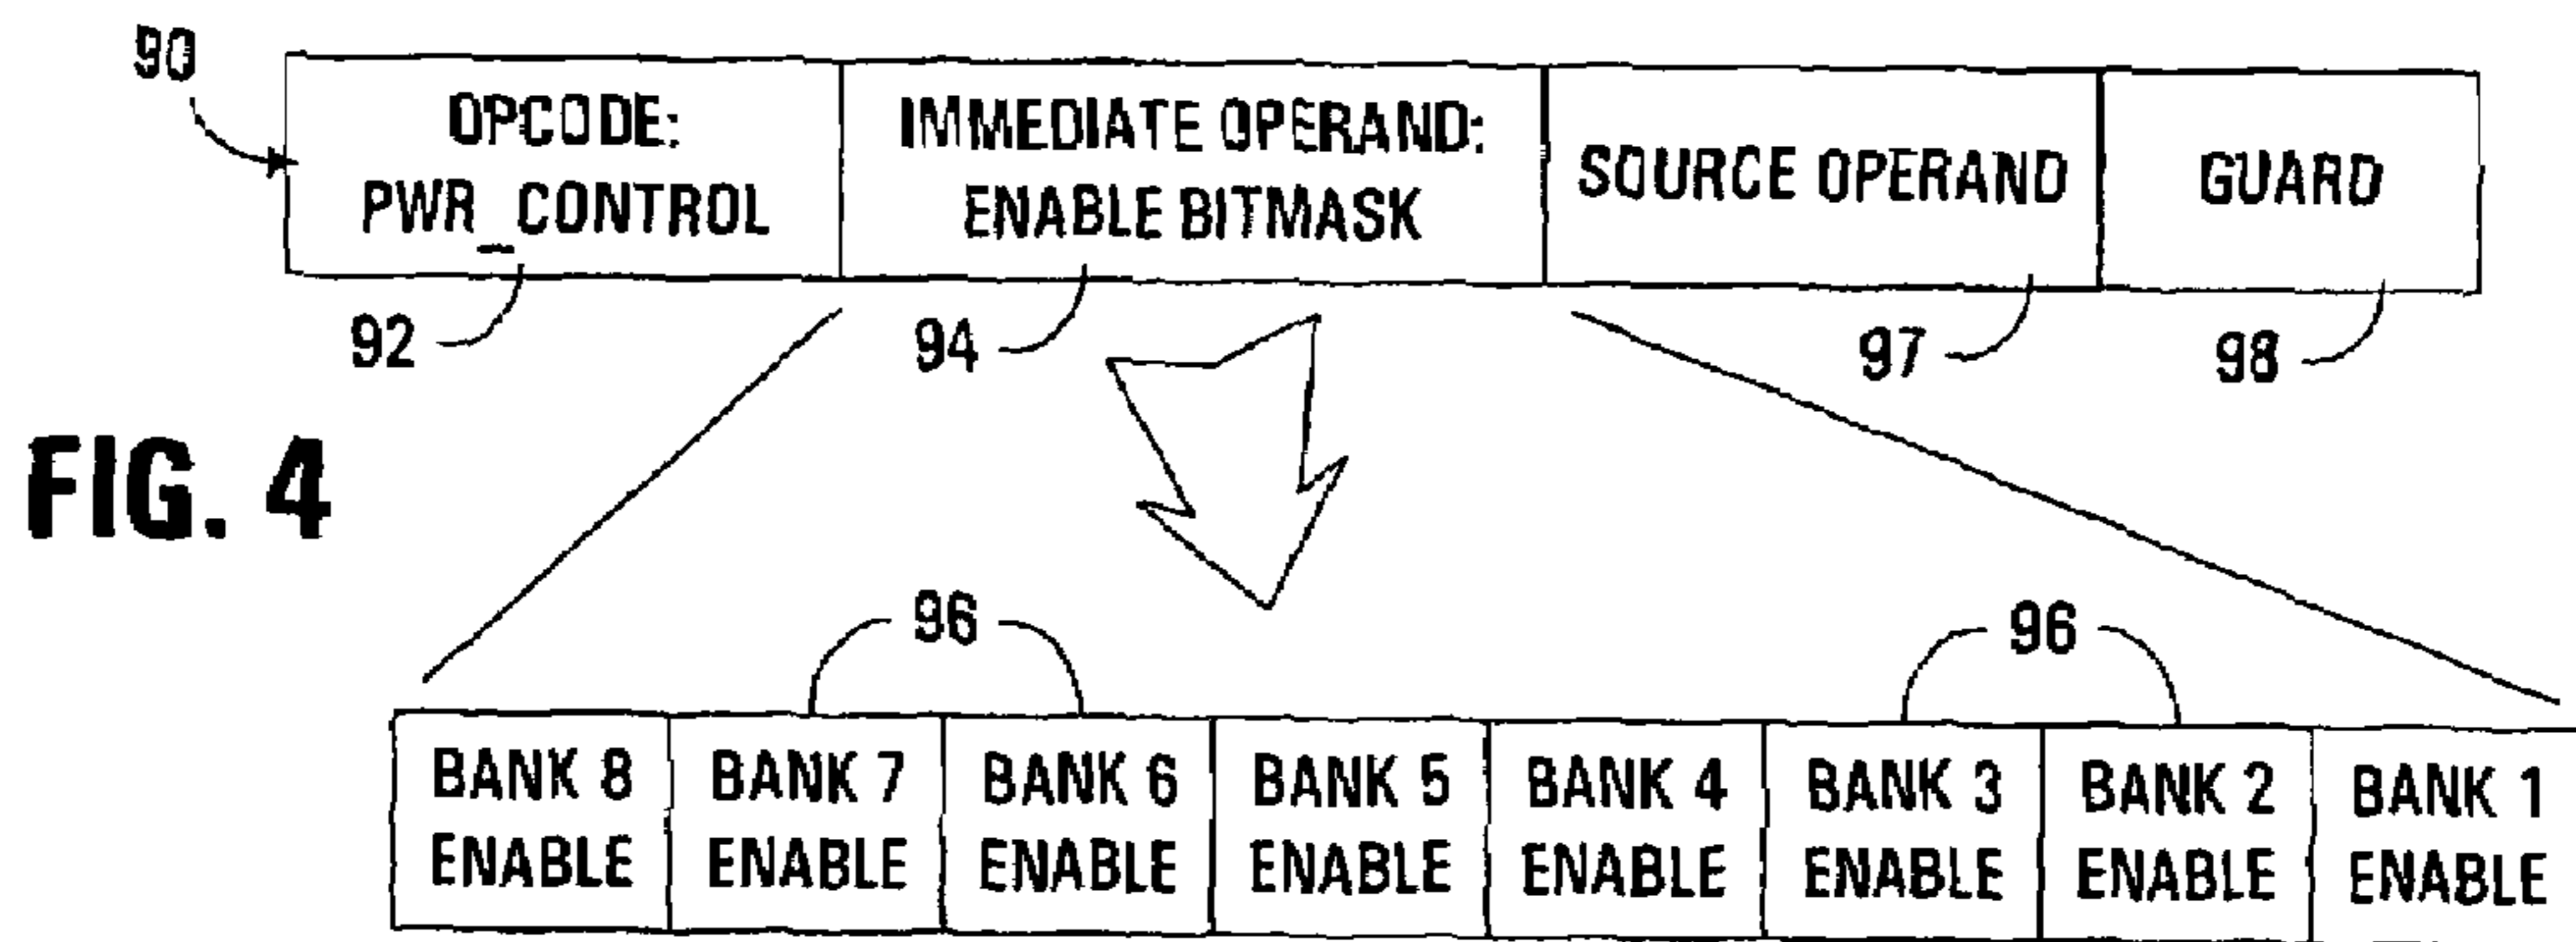 90
OPCODE:
PWR_CONTROL
IMMEDIATE OPERAND:
ENABLE BITMASK
SOURCE OPERAND
GUARD
92
94
97
98
FIG. 4
96
96
BANK 8
ENABLE
BANK 7
ENABLE
BANK 6
ENABLE
BANK 5
ENABLE
BANK 4
ENABLE
BANK 3
ENABLE
BANK 2
ENABLE
BANK 1
ENABLE